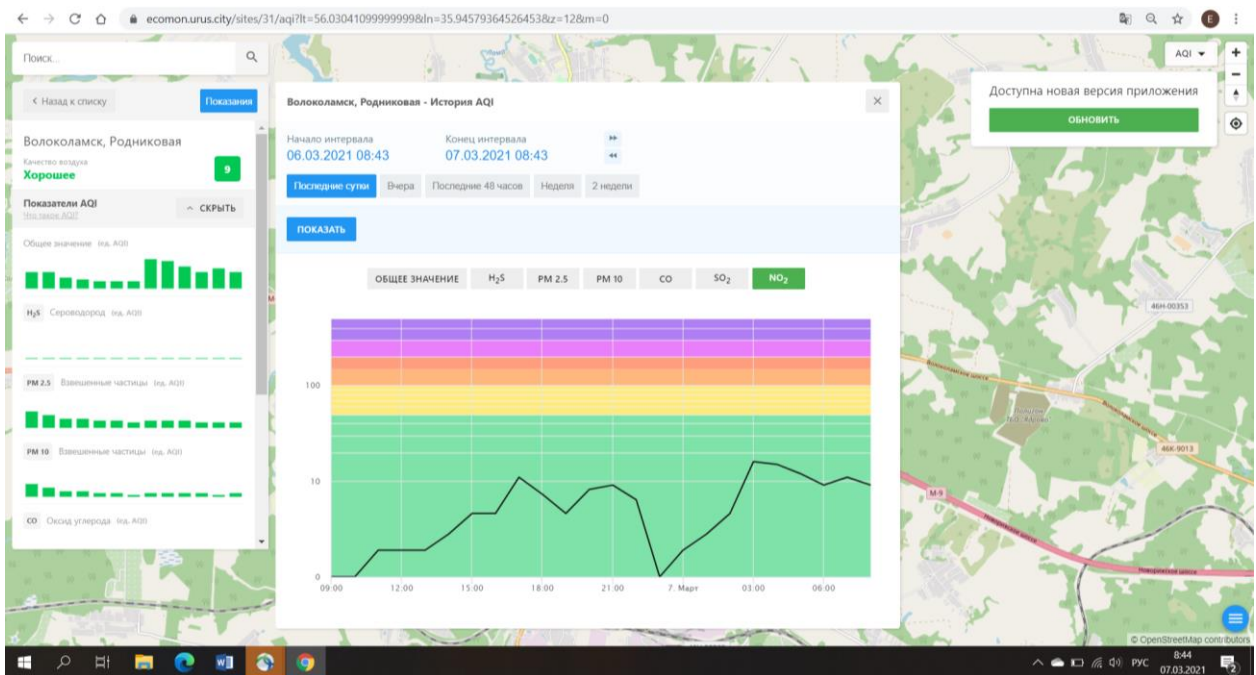 ecomon.urus.city/sites/31/aqi?lt=56.03041099999999&ln=35.94579364526453&z=12&m=0
E
Поиск...
AQI
Доступна новая версия приложения
ОБНОВИТЬ
Назад к списку
Показания
Волоколамск, Родниковая
Качество воздуха
Хорошее
9
Показатели AQI
Что такое AQI?
СКРЫТЬ
Общее значение (ед. AQI)
H₂S Сероводород (ед. AQI)
PM 2.5 Взвешенные частицы (ед. AQI)
PM 10 Взвешенные частицы (ед. AQI)
CO Оксид углерода (ед. AQI)
Волоколамск, Родниковая - История AQI
Начало интервала
Конец интервала
06.03.2021 08:43
07.03.2021 08:43
Последние сутки
Вчера
Последние 48 часов
Неделя
2 недели
ПОКАЗАТЬ
ОБЩЕЕ ЗНАЧЕНИЕ
H₂S
PM 2.5
PM 10
CO
SO₂
NO₂
100
10
0
09:00
12:00
15:00
18:00
21:00
7. Март
03:00
06:00
46Н-00353
Волоколамское шоссе
Волоколамское шоссе
46К-9013
М-9
Новорижское шоссе
Новорижское шоссе
© OpenStreetMap contributors
РУС
8:44
07.03.2021
2